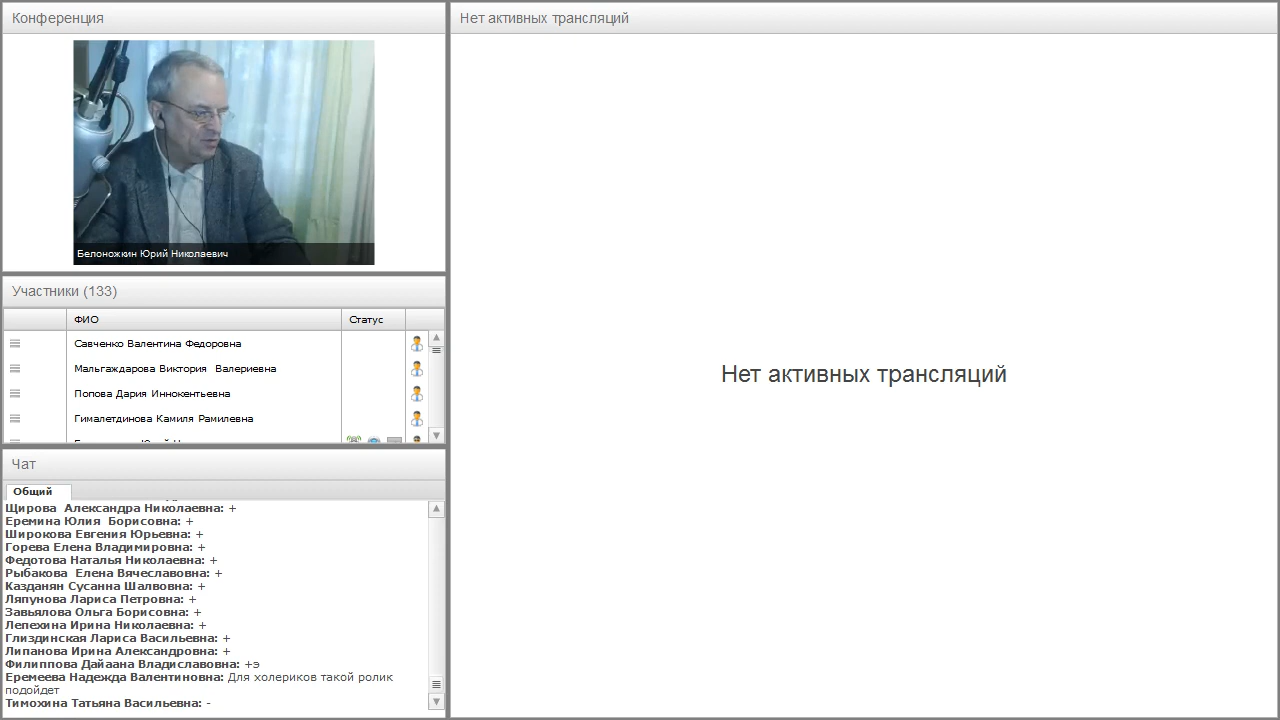 Конференция
Нет активных трансляций
Белоножкин Юрий Николаевич
Участники (133)
ФИО
Статус
Савченко Валентина Федоровна
Мальгаждарова Виктория Валериевна
Попова Дария Иннокентьевна
Гималетдинова Камиля Рамилевна
Нет активных трансляций
Чат
Общий
Щирова Александра Николаевна: +
Еремина Юлия Борисовна: +
Широкова Евгения Юрьевна: +
Горева Елена Владимировна: +
Федотова Наталья Николаевна: +
Рыбакова Елена Вячеславовна: +
Казданян Сусанна Шалвовна: +
Ляпунова Лариса Петровна: +
Завьялова Ольга Борисовна: +
Лепехина Ирина Николаевна: +
Глиздинская Лариса Васильевна: +
Липанова Ирина Александровна: +
Филиппова Дайаана Владиславовна: +э
Еремеева Надежда Валентиновна: Для холериков такой ролик
подойдет
Тимохина Татьяна Васильевна: -